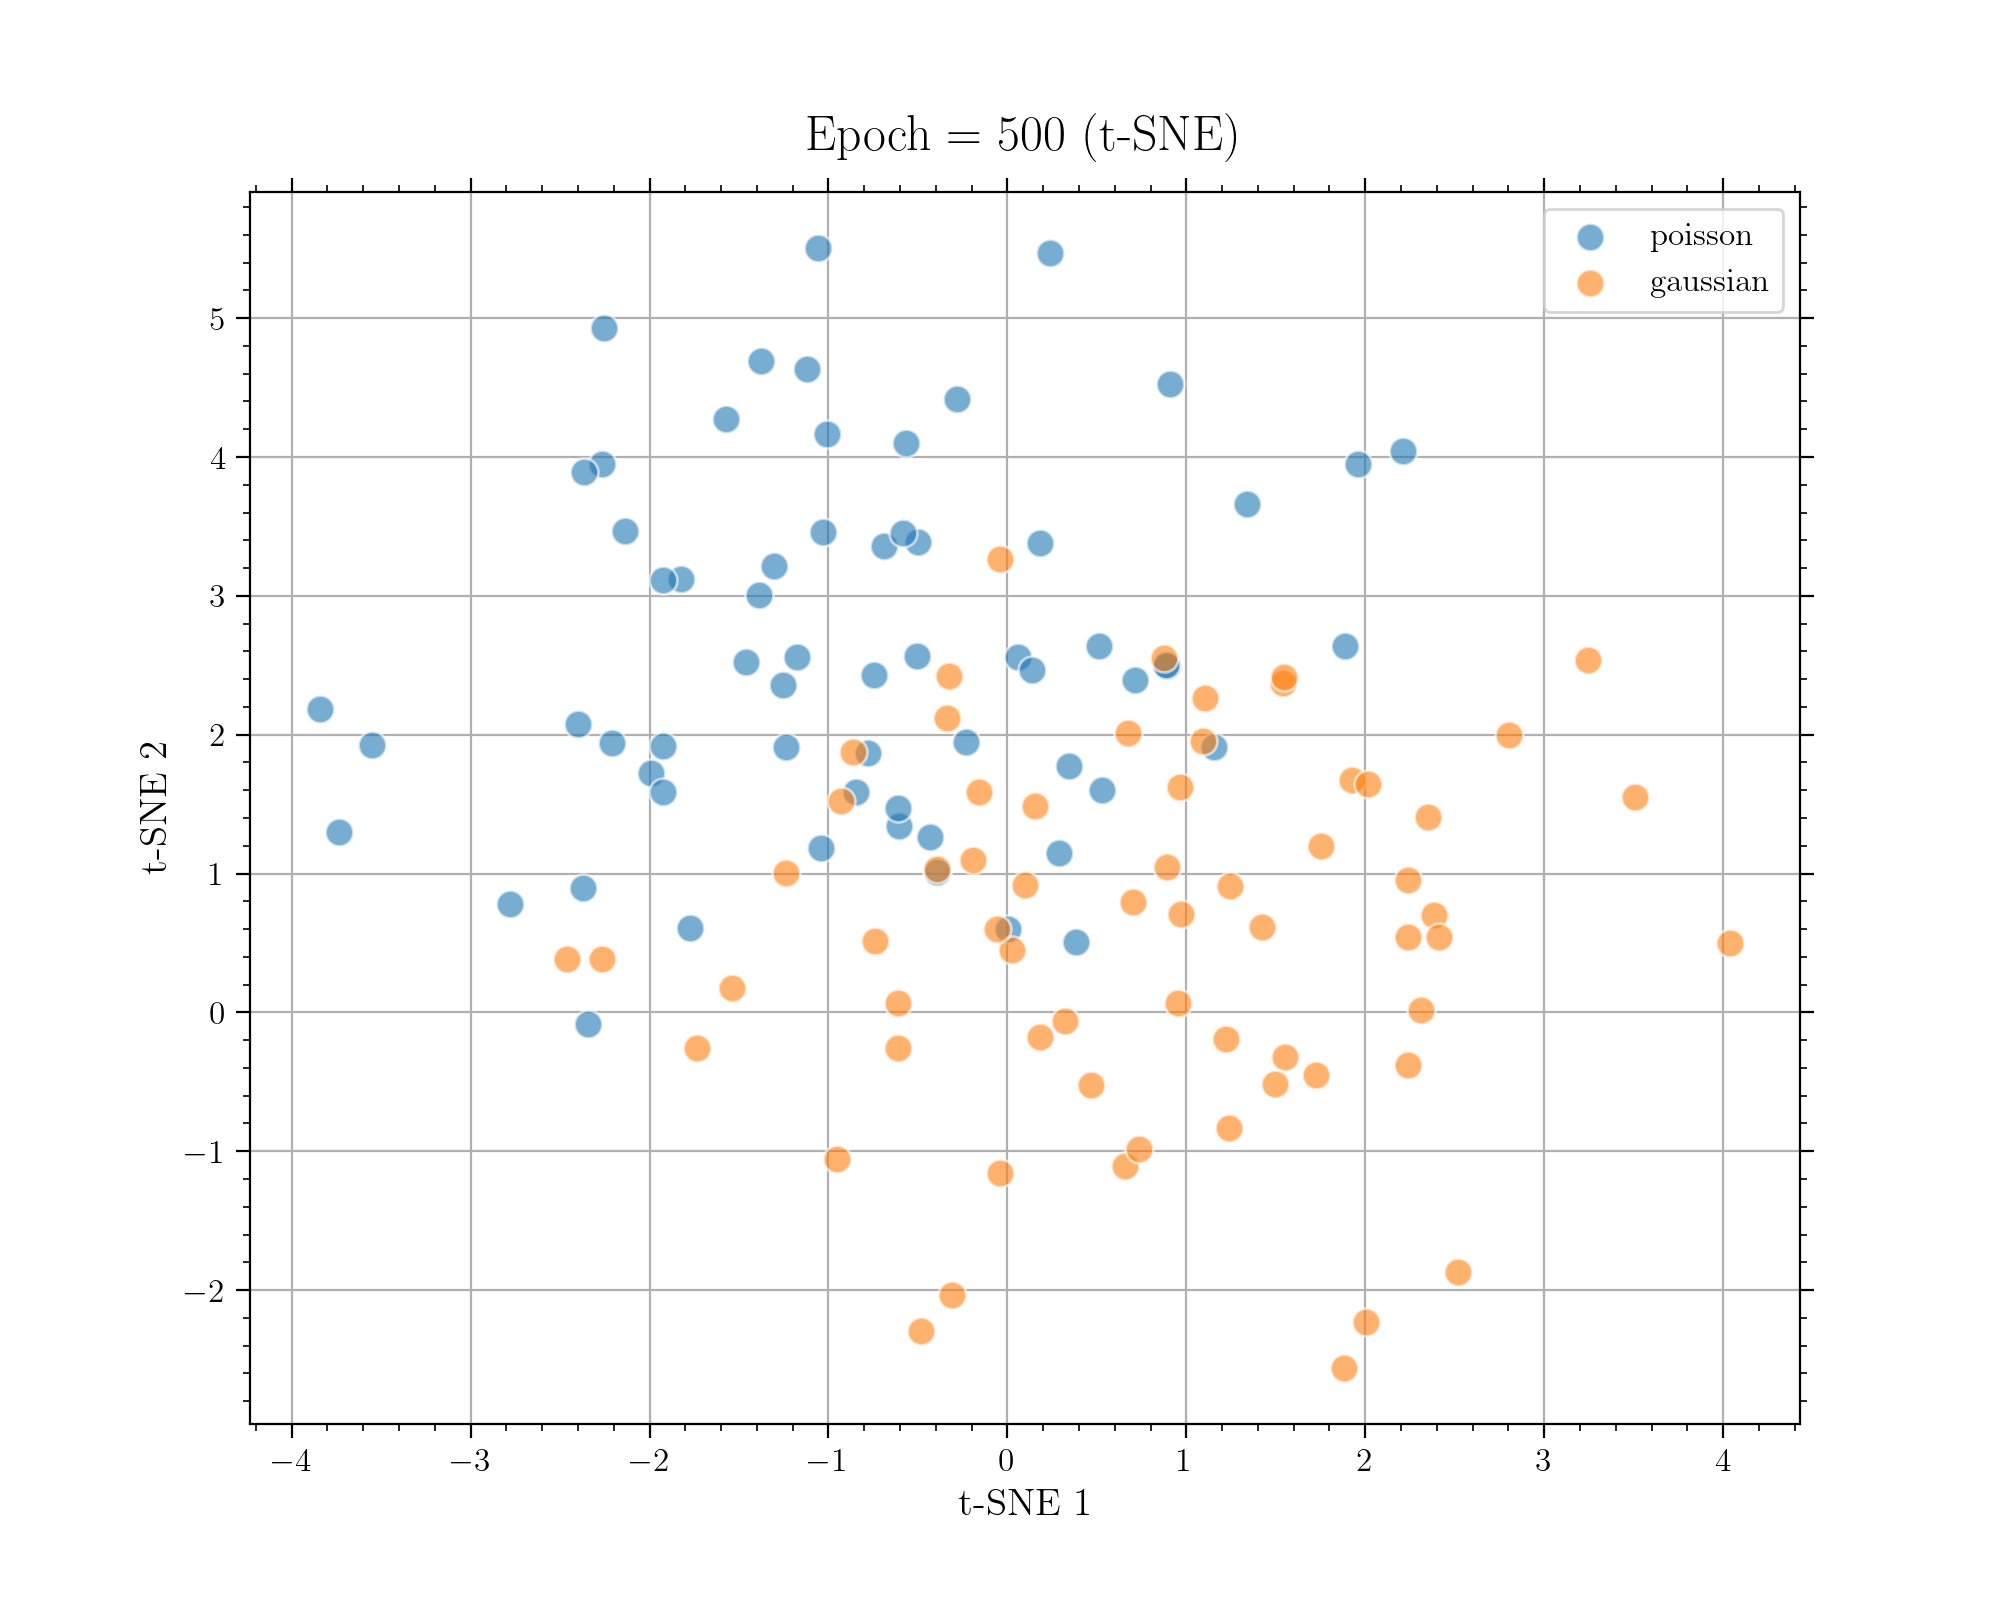 Epoch = 500 (t-SNE)
poisson
gaussian
5
4
3
2
1
0
−1
−2
t-SNE 2
−4 −3 −2 −1 0 1 2 3 4
t-SNE 1